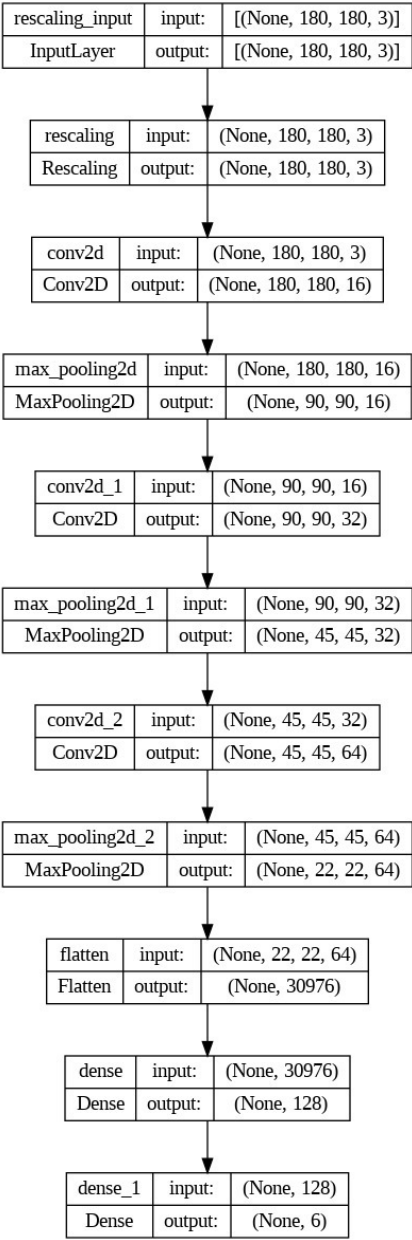 rescaling_input input: [(None, 180, 180, 3)]
InputLayer output: [(None, 180, 180, 3)]
rescaling input: (None, 180, 180, 3)
Rescaling output: (None, 180, 180, 3)
conv2d input: (None, 180, 180, 3)
Conv2D output: (None, 180, 180, 16)
max_pooling2d input: (None, 180, 180, 16)
MaxPooling2D output: (None, 90, 90, 16)
conv2d_1 input: (None, 90, 90, 16)
Conv2D output: (None, 90, 90, 32)
max_pooling2d_1 input: (None, 90, 90, 32)
MaxPooling2D output: (None, 45, 45, 32)
conv2d_2 input: (None, 45, 45, 32)
Conv2D output: (None, 45, 45, 64)
max_pooling2d_2 input: (None, 45, 45, 64)
MaxPooling2D output: (None, 22, 22, 64)
flatten input: (None, 22, 22, 64)
Flatten output: (None, 30976)
dense input: (None, 30976)
Dense output: (None, 128)
dense_1 input: (None, 128)
Dense output: (None, 6)